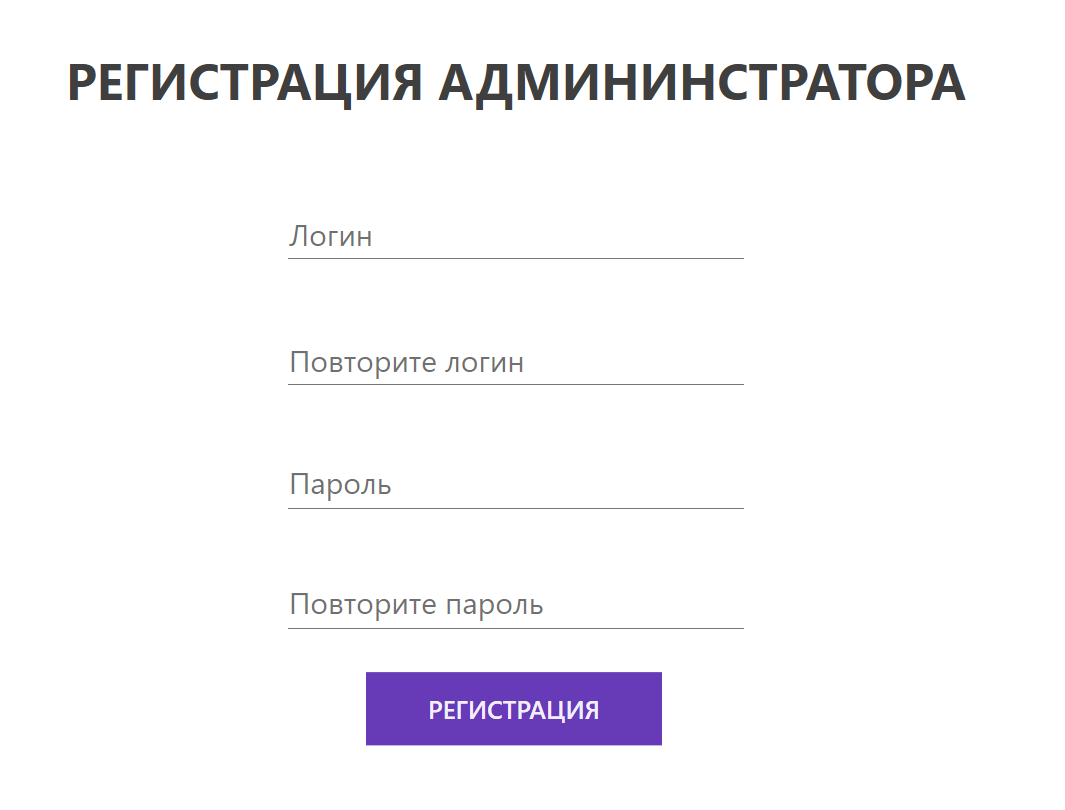 РЕГИСТРАЦИЯ АДМИНИНСТРАТОРА
Логин
Повторите логин
Пароль
Повторите пароль
РЕГИСТРАЦИЯ